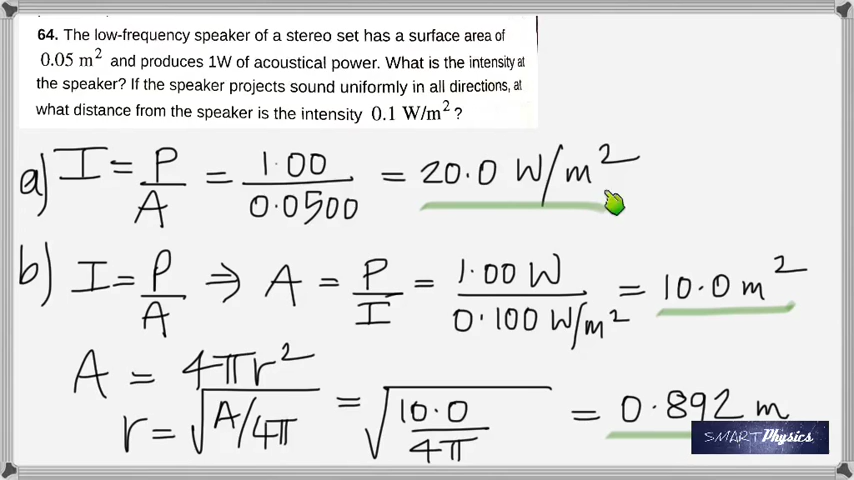 64. The low-frequency speaker of a stereo set has a surface area of
0.05 m² and produces 1W of acoustical power. What is the intensity at
the speaker? If the speaker projects sound uniformly in all directions, at
what distance from the speaker is the intensity 0.1 W/m² ?
a) I = P/A = 1.00/0.0500 = 20.0 W/m²
b) I = P/A ⇒ A = P/I = 1.00 W/0.100 W/m² = 10.0 m²
A = 4πr²
r = √A/4π = √10.0/4π = 0.892 m
SMART Physics